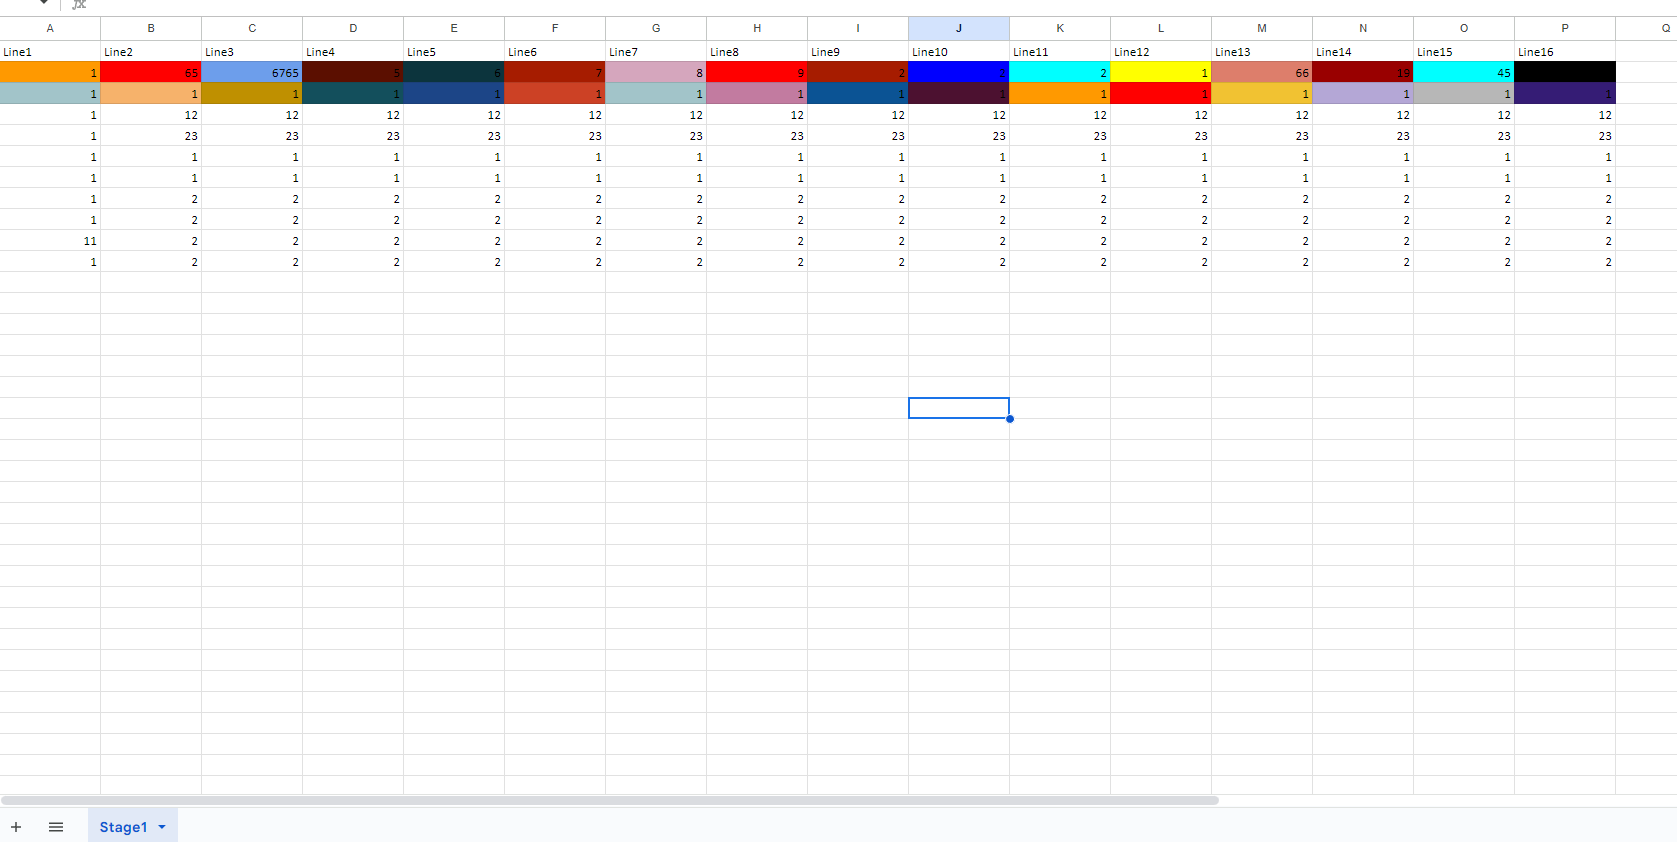 fx
A B C D E F G H I J K L M N O P Q
Line1 Line2 Line3 Line4 Line5 Line6 Line7 Line8 Line9 Line10 Line11 Line12 Line13 Line14 Line15 Line16
1 65 6765 5 6 7 8 9 2 2 2 1 66 19 45
1 1 1 1 1 1 1 1 1 1 1 1 1 1 1 1
1 12 12 12 12 12 12 12 12 12 12 12 12 12 12 12
1 23 23 23 23 23 23 23 23 23 23 23 23 23 23 23
1 1 1 1 1 1 1 1 1 1 1 1 1 1 1 1
1 1 1 1 1 1 1 1 1 1 1 1 1 1 1 1
1 2 2 2 2 2 2 2 2 2 2 2 2 2 2 2
1 2 2 2 2 2 2 2 2 2 2 2 2 2 2 2
11 2 2 2 2 2 2 2 2 2 2 2 2 2 2 2
1 2 2 2 2 2 2 2 2 2 2 2 2 2 2 2
Stage1